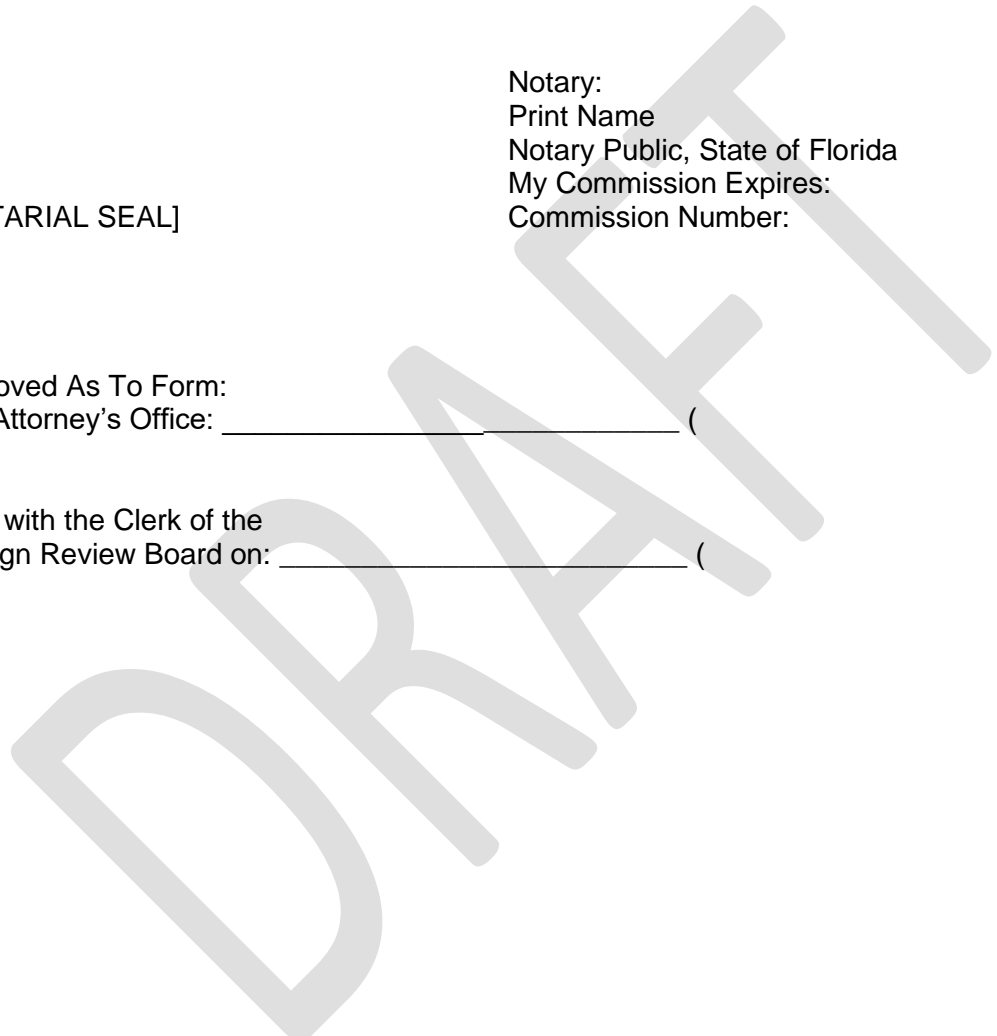 Notary:
Print Name
Notary Public, State of Florida
My Commission Expires:
TARIAL SEAL] Commission Number:
oved As To Form:
Attorney’s Office: ____________________________ (
with the Clerk of the
gn Review Board on: _________________________ (
DRAFT